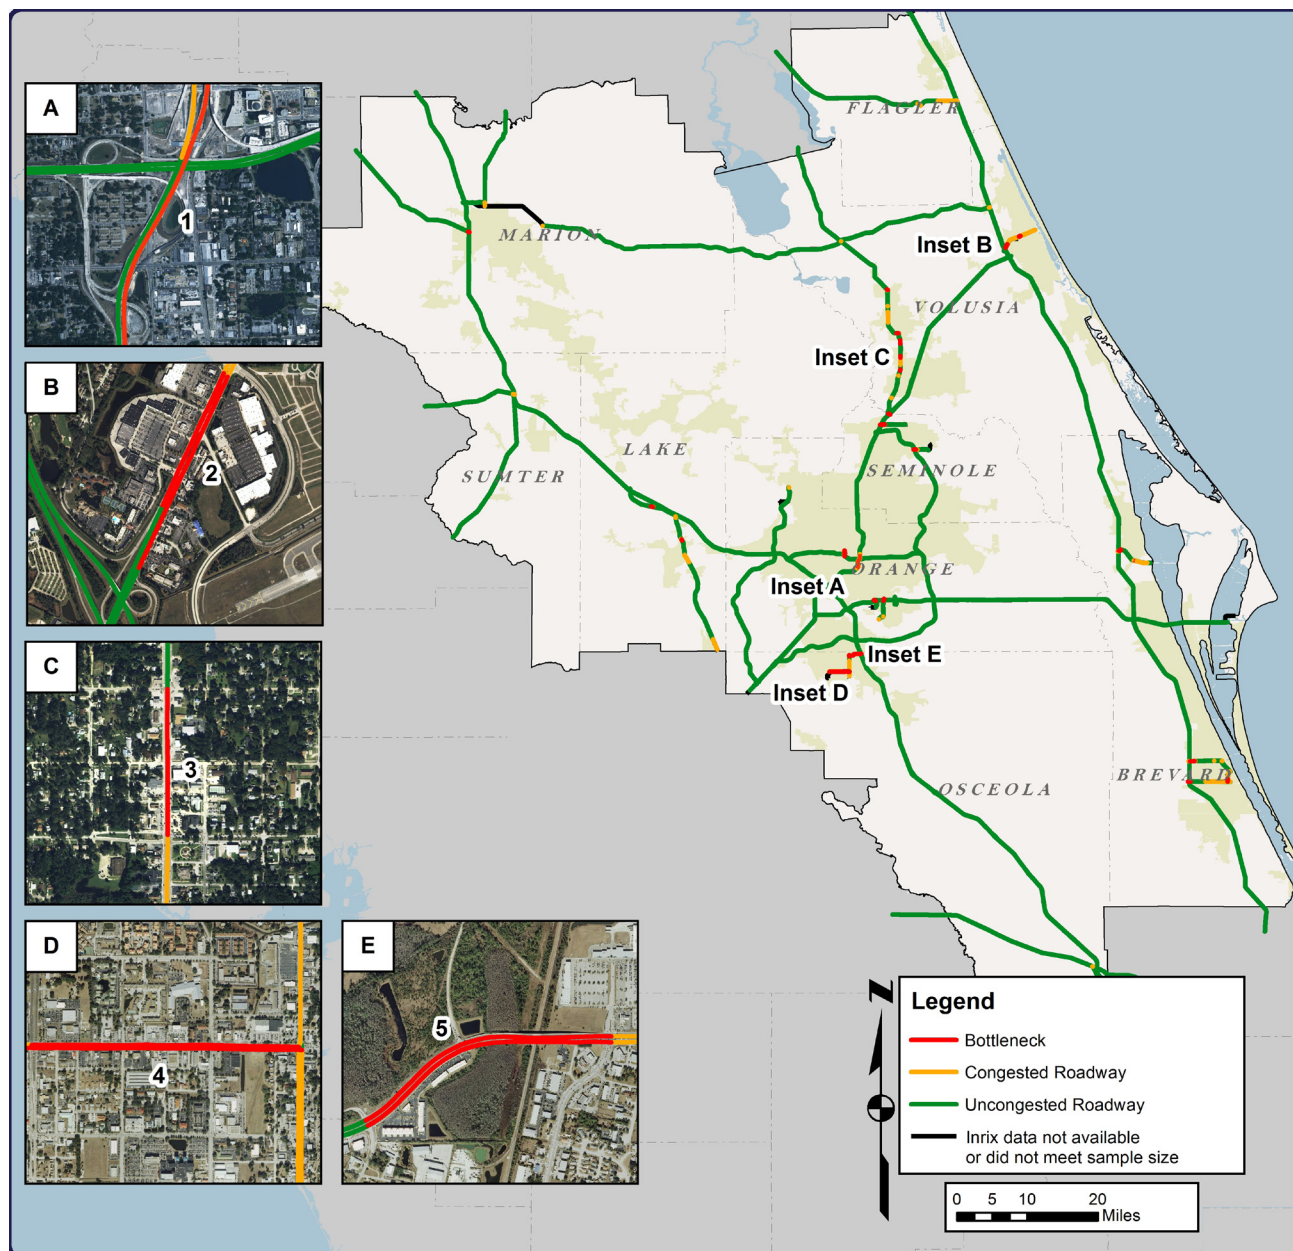 A
1
B
2
C
3
D
4
E
5
FLAGLER
MARION
Inset B
VOLUSIA
Inset C
LAKE
SUMTER
SEMINOLE
ORANGE
Inset A
Inset E
Inset D
OSCEOLA
BREVARD
N
Legend
Bottleneck
Congested Roadway
Uncongested Roadway
Inrix data not available
or did not meet sample size
0 5 10 20
Miles